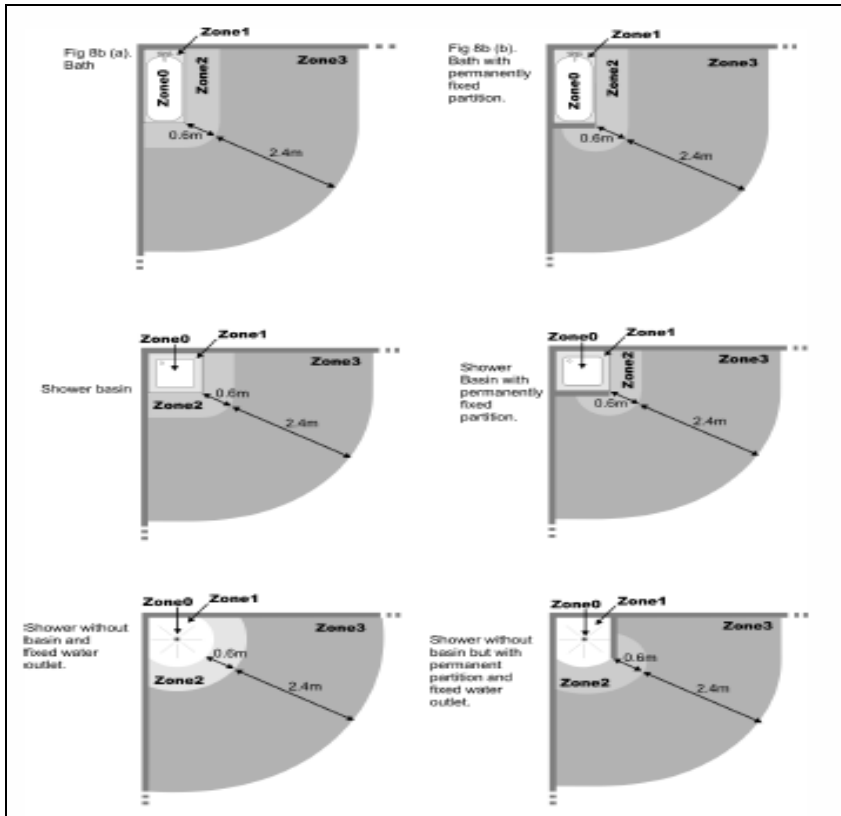 Fig 8b (a).
Bath
Zone1
Zone0
Zone2
Zone3
0.6m
2.4m
Fig 8b (b).
Bath with
permanently
fixed
partition.
Zone1
Zone0
Zone2
Zone3
0.6m
2.4m
Shower basin
Zone0
Zone1
Zone3
Zone2
0.6m
2.4m
Shower
Basin with
permanently
fixed
partition.
Zone0
Zone1
Zone2
Zone3
0.6m
2.4m
Shower without
basin and
fixed water
outlet.
Zone0
Zone1
Zone3
0.6m
Zone2
2.4m
Shower without
basin but with
permanent
partition and
fixed water
outlet.
Zone0
Zone1
Zone3
0.6m
Zone2
2.4m